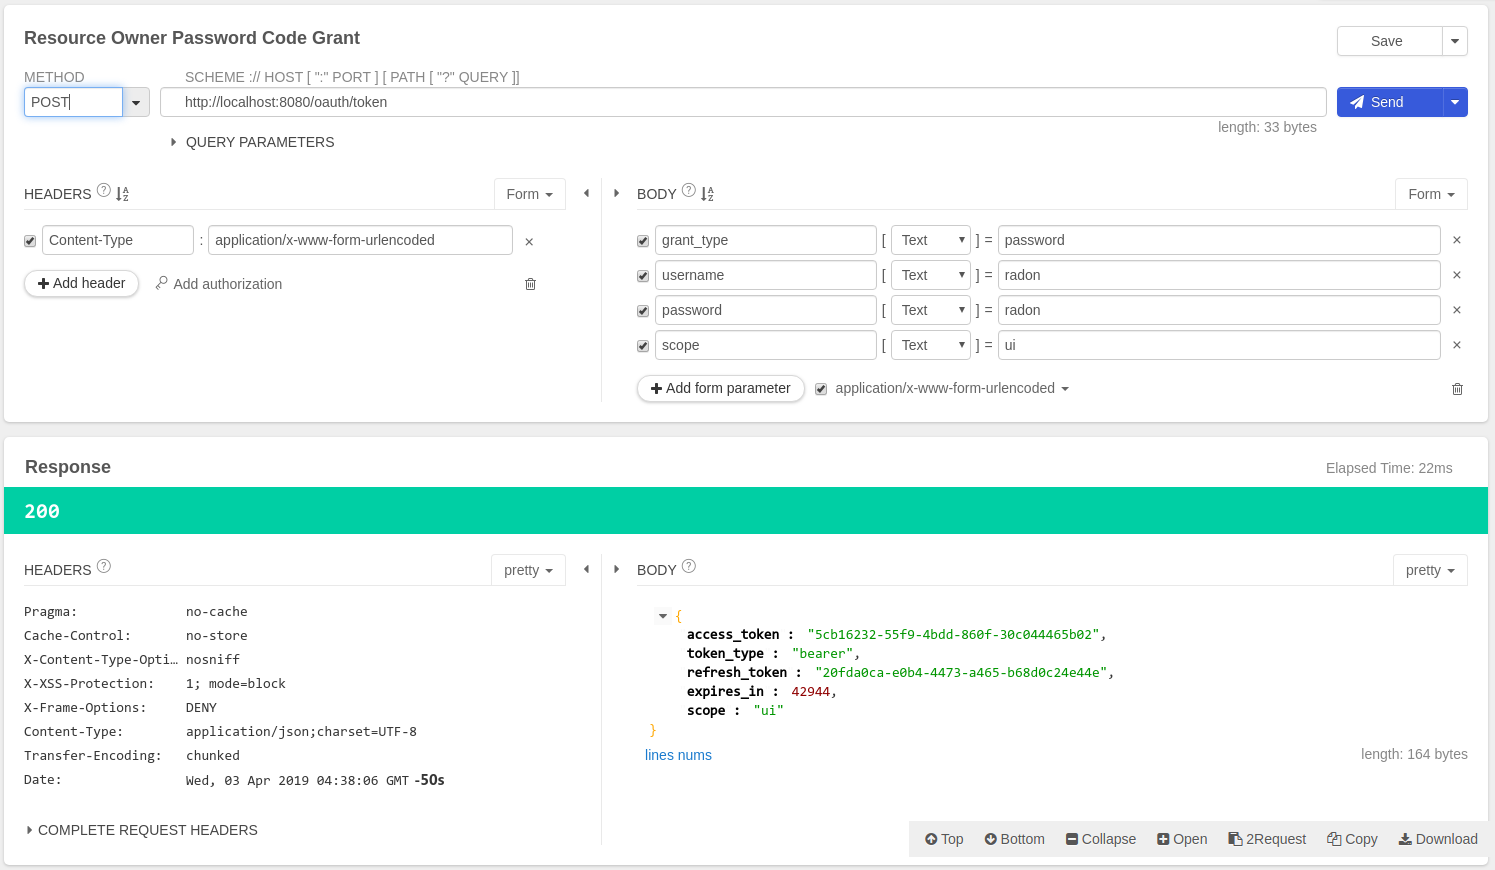 Resource Owner Password Code Grant
Save
METHOD
SCHEME :// HOST [ ":" PORT ] [ PATH [ "?" QUERY ]]
POST
http://localhost:8080/oauth/token
Send
length: 33 bytes
QUERY PARAMETERS
HEADERS ? AZ
Form
Content-Type : application/x-www-form-urlencoded ×
Add header
Add authorization
BODY ? AZ
Form
grant_type [ Text ▼ ] = password ×
username [ Text ▼ ] = radon ×
password [ Text ▼ ] = radon ×
scope [ Text ▼ ] = ui ×
Add form parameter
application/x-www-form-urlencoded
Response
Elapsed Time: 22ms
200
HEADERS ?
pretty
Pragma: no-cache
Cache-Control: no-store
X-Content-Type-Opti… nosniff
X-XSS-Protection: 1; mode=block
X-Frame-Options: DENY
Content-Type: application/json;charset=UTF-8
Transfer-Encoding: chunked
Date: Wed, 03 Apr 2019 04:38:06 GMT -50s
COMPLETE REQUEST HEADERS
BODY ?
pretty
{
access_token : "5cb16232-55f9-4bdd-860f-30c044465b02",
token_type : "bearer",
refresh_token : "20fda0ca-e0b4-4473-a465-b68d0c24e44e",
expires_in : 42944,
scope : "ui"
}
lines nums
length: 164 bytes
Top
Bottom
Collapse
Open
2Request
Copy
Download